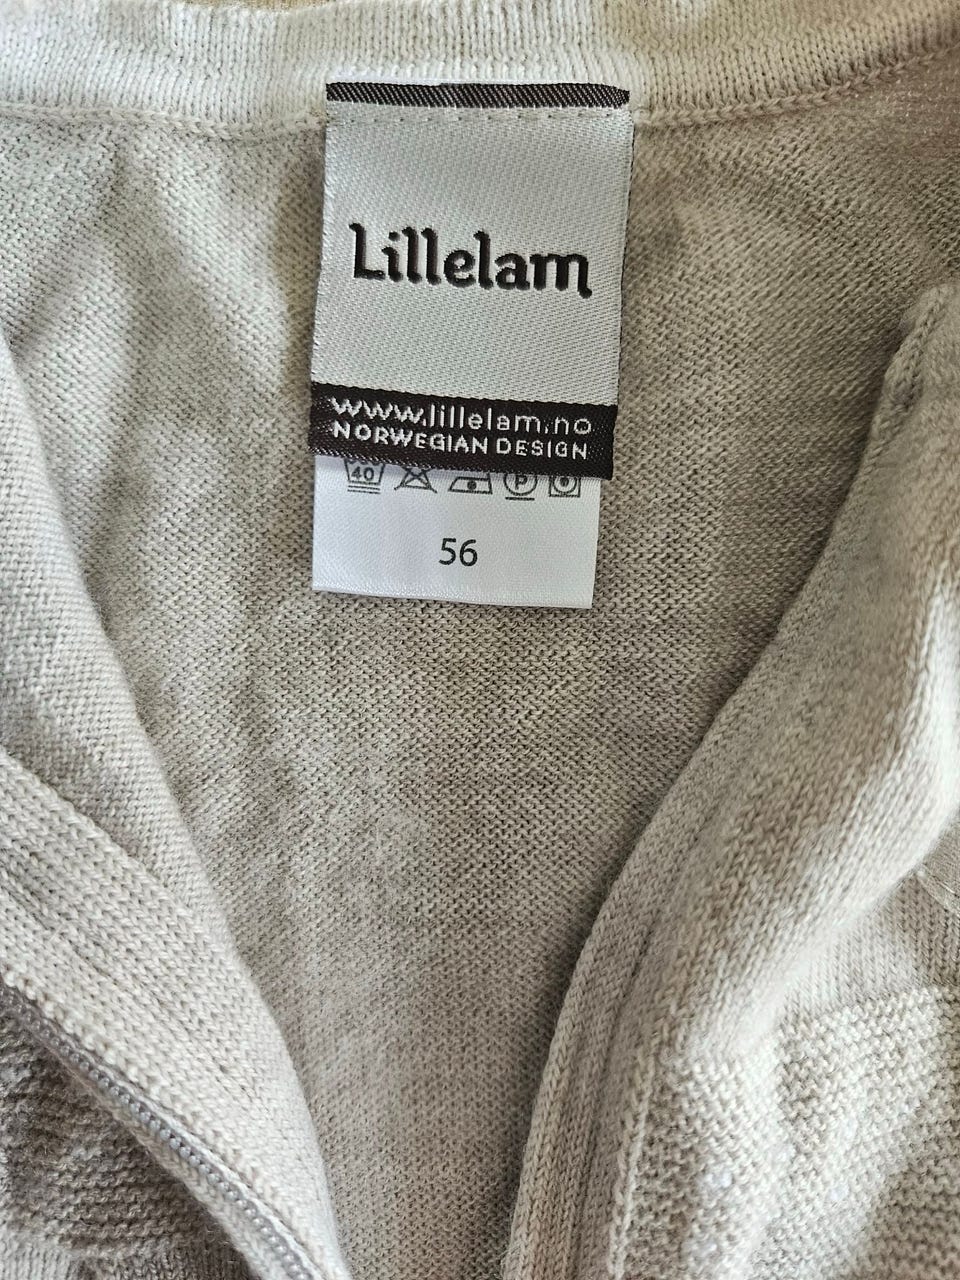 Lillelam
www.lillelam.no
NORWEGIAN DESIGN
40 P
56